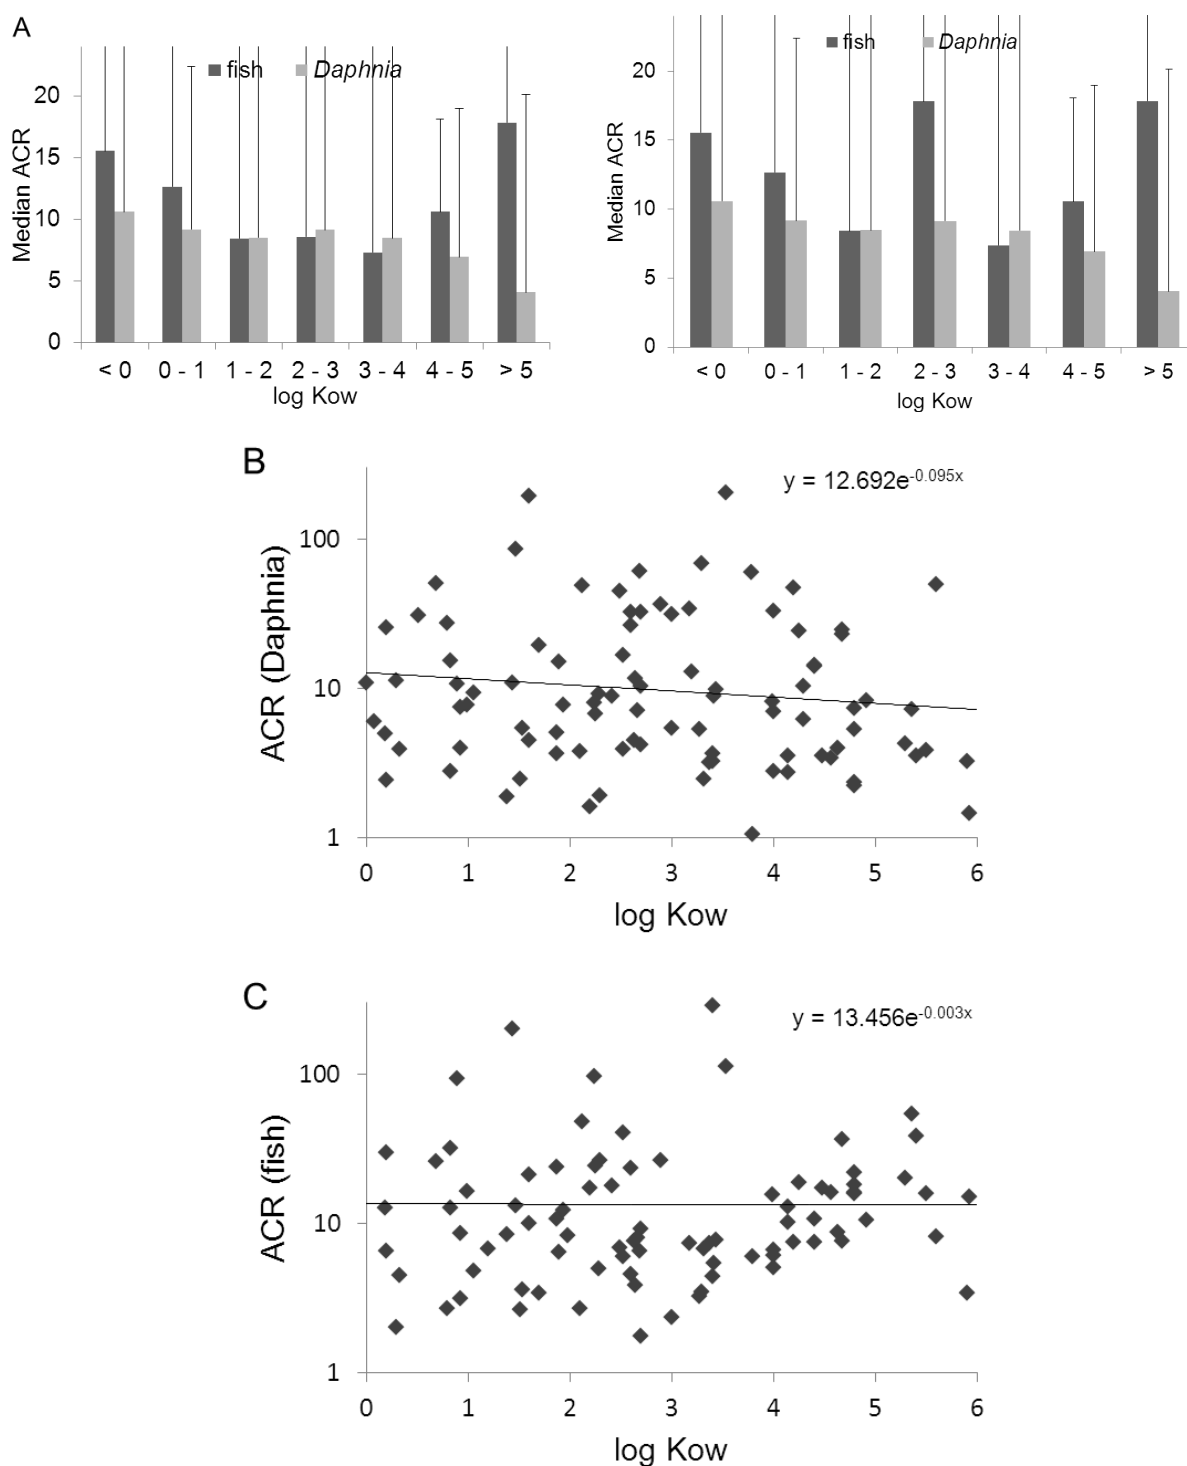 A
fish Daphnia
Median ACR
20
15
10
5
0
< 0 0 - 1 1 - 2 2 - 3 3 - 4 4 - 5 > 5
log Kow
fish Daphnia
Median ACR
20
15
10
5
0
< 0 0 - 1 1 - 2 2 - 3 3 - 4 4 - 5 > 5
log Kow
B
y = 12.692e^-0.095x
ACR (Daphnia)
100
10
1
0 1 2 3 4 5 6
log Kow
C
y = 13.456e^-0.003x
ACR (fish)
100
10
1
0 1 2 3 4 5 6
log Kow